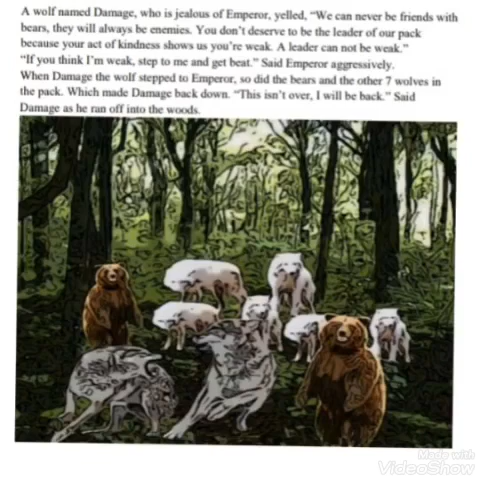 A wolf named Damage, who is jealous of Emperor, yelled, "We can never be friends with
bears, they will always be enemies. You don't deserve to be the leader of our pack
because your act of kindness shows us you're weak. A leader can not be weak."
"If you think I'm weak, step to me and get beat." Said Emperor aggressively.
When Damage the wolf stepped to Emperor, so did the bears and the other 7 wolves in
the pack. Which made Damage back down. "This isn't over, I will be back." Said
Damage as he ran off into the woods.
Made with
VideoShow